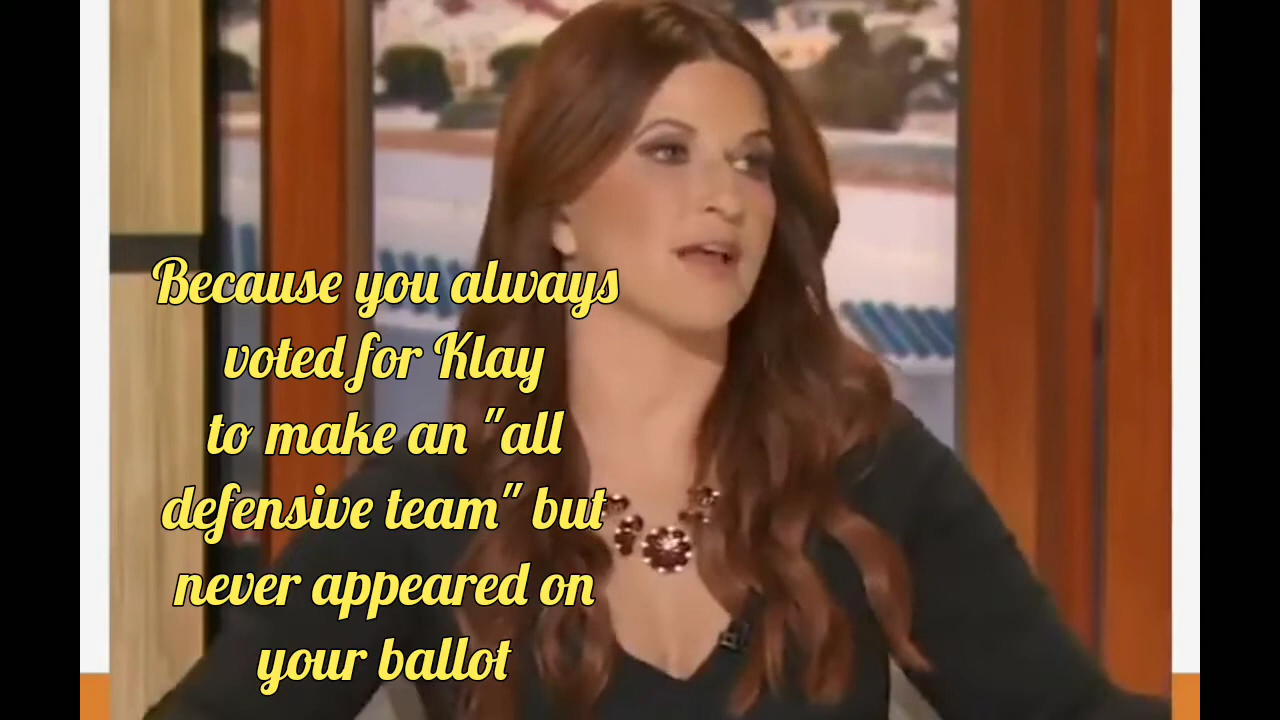 Because you always
voted for Klay
to make an "all
defensive team" but
never appeared on
your ballot